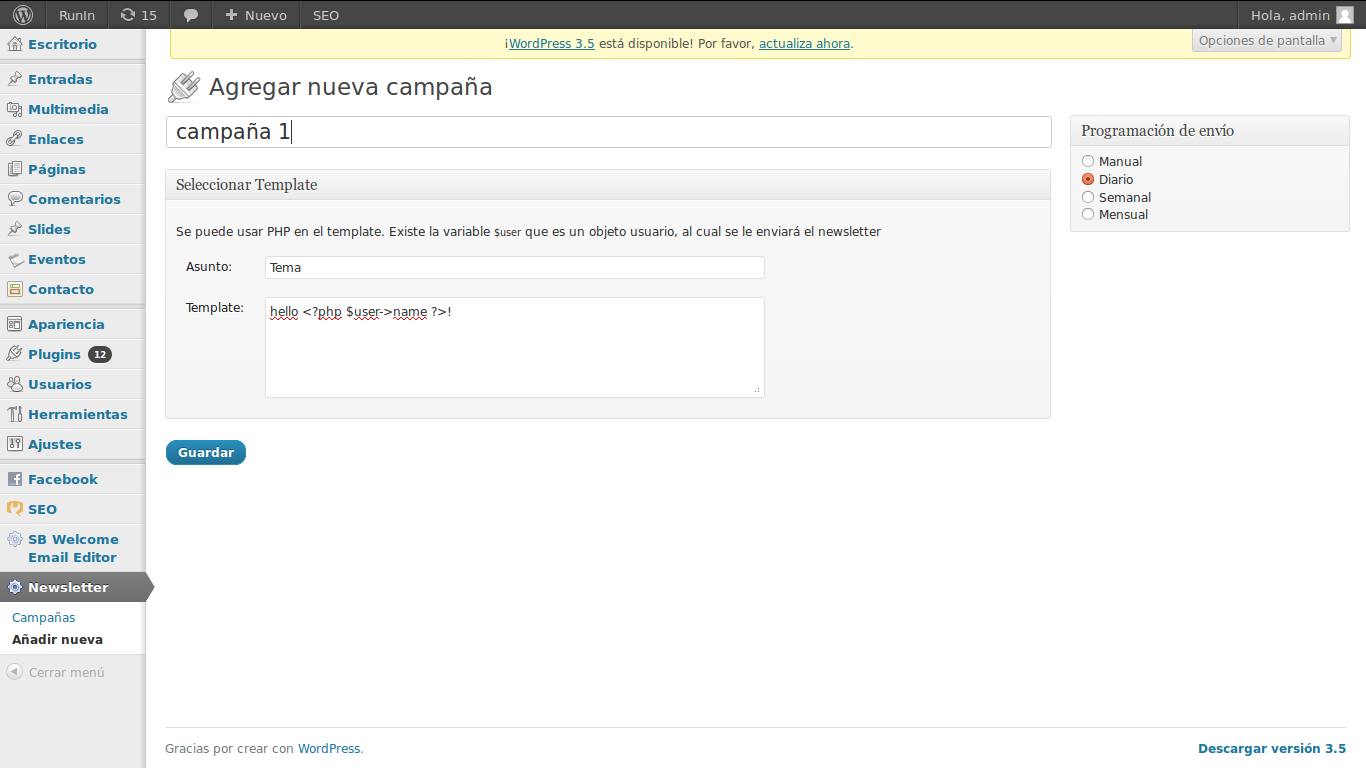 RunIn 15 Nuevo SEO Hola, admin
¡WordPress 3.5 está disponible! Por favor, actualiza ahora.
Opciones de pantalla
Escritorio
Entradas
Multimedia
Enlaces
Páginas
Comentarios
Slides
Eventos
Contacto
Apariencia
Plugins 12
Usuarios
Herramientas
Ajustes
Facebook
SEO
SB Welcome
Email Editor
Newsletter
Campañas
Añadir nueva
Cerrar menú
Agregar nueva campaña
campaña 1
Seleccionar Template
Se puede usar PHP en el template. Existe la variable $user que es un objeto usuario, al cual se le enviará el newsletter
Asunto: Tema
Template: hello <?php $user->name ?>!
Guardar
Programación de envío
Manual
Diario
Semanal
Mensual
Gracias por crear con WordPress.
Descargar versión 3.5